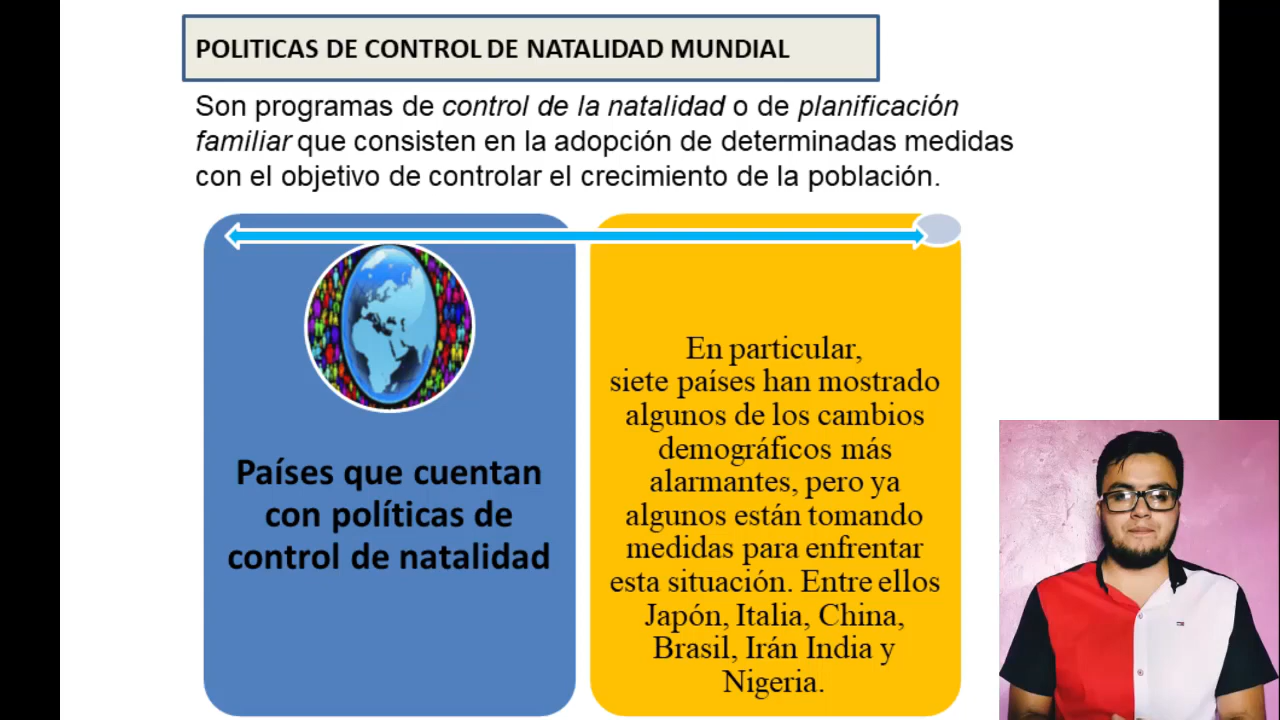 POLITICAS DE CONTROL DE NATALIDAD MUNDIAL
Son programas de control de la natalidad o de planificación
familiar que consisten en la adopción de determinadas medidas
con el objetivo de controlar el crecimiento de la población.
Países que cuentan
con políticas de
control de natalidad
En particular,
siete países han mostrado
algunos de los cambios
demográficos más
alarmantes, pero ya
algunos están tomando
medidas para enfrentar
esta situación. Entre ellos
Japón, Italia, China,
Brasil, Irán India y
Nigeria.